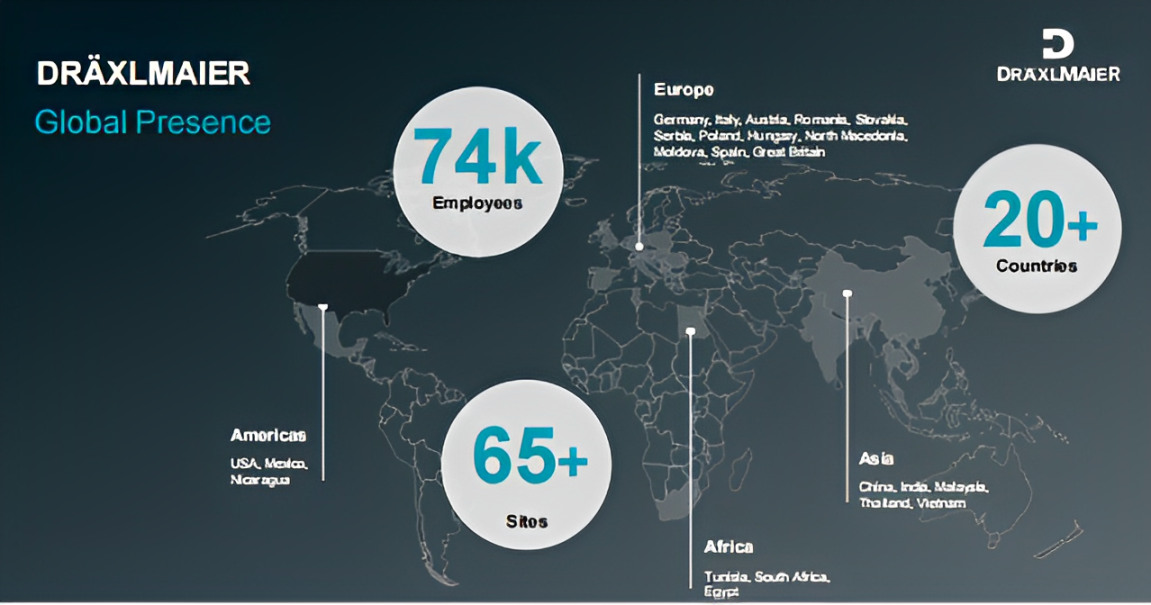 DRÄXLMAIER
Global Presence
DRÄXLMAIER
74k
Employees
Europe
Germany, Italy, Austria, Romania, Slovakia,
Serbia, Poland, Hungary, North Macedonia,
Moldova, Spain, Great Britain
20+
Countries
Americas
USA, Mexico,
Nicaragua
65+
Sites
Asia
China, India, Malaysia,
Thailand, Vietnam
Africa
Tunisia, South Africa,
Egypt